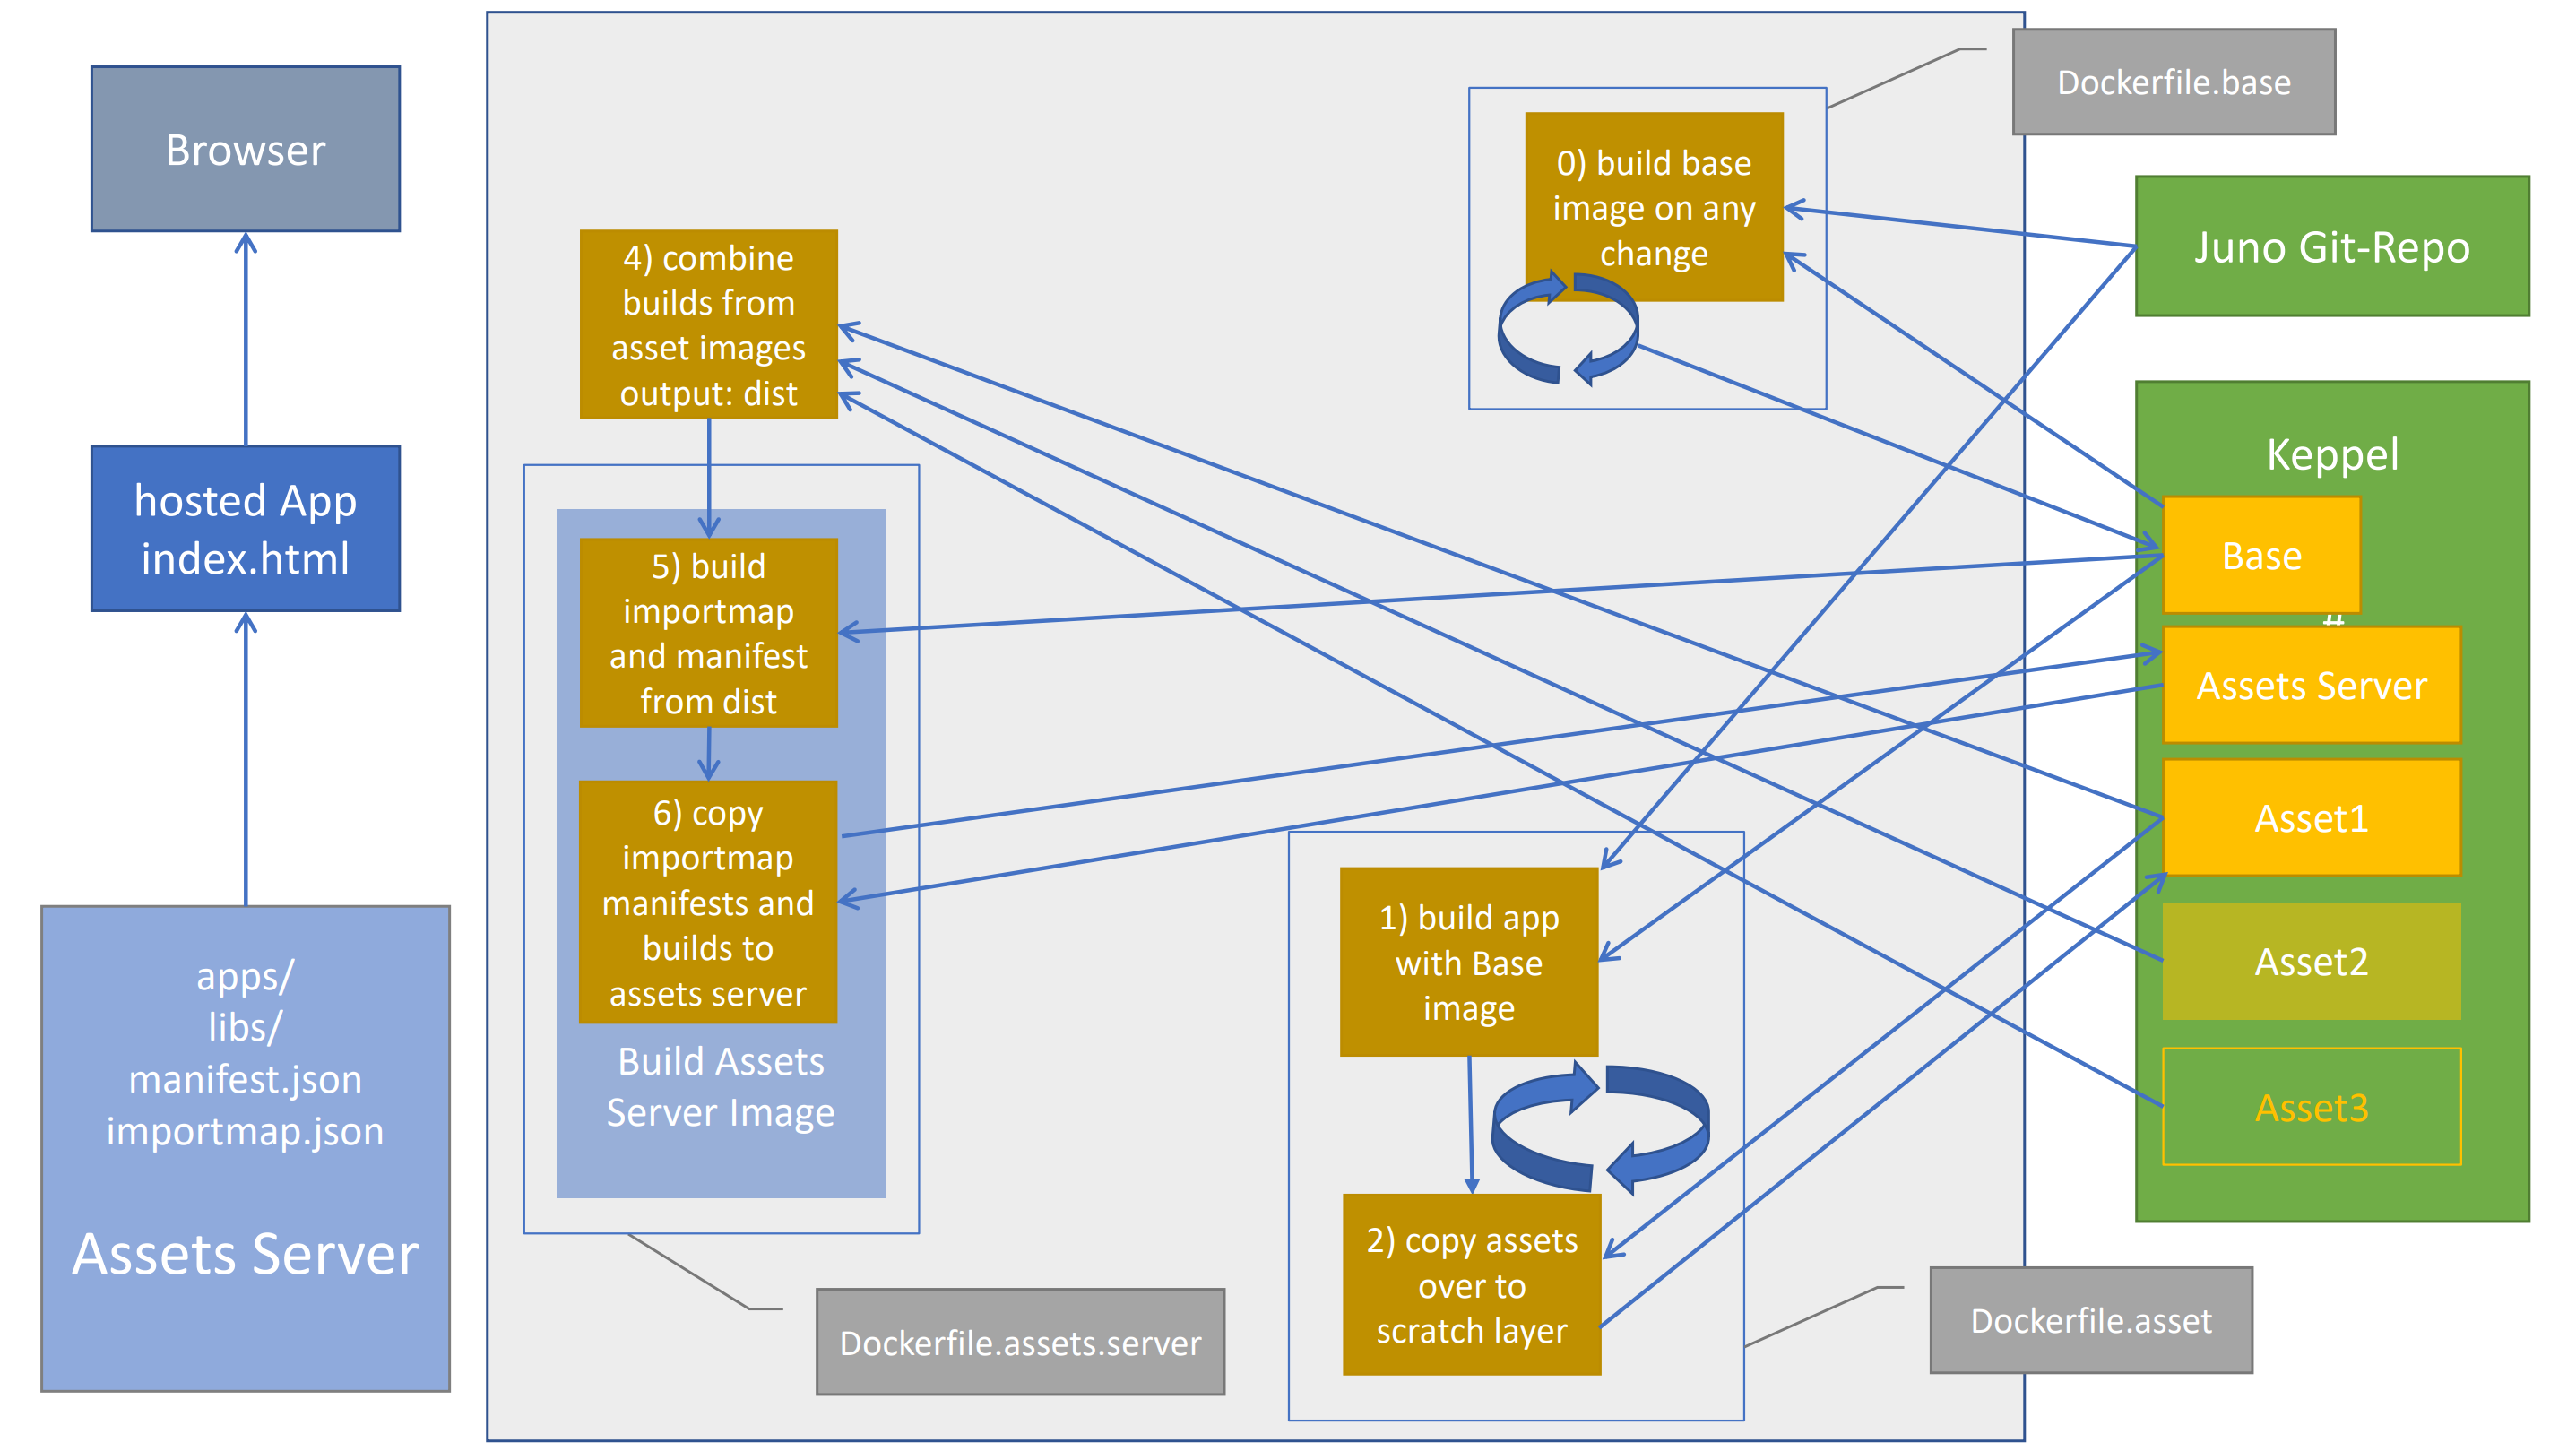 Browser
hosted App
index.html
apps/
libs/
manifest.json
importmap.json
Assets Server
4) combine
builds from
asset images
output: dist
5) build
importmap
and manifest
from dist
6) copy
importmap
manifests and
builds to
assets server
Build Assets
Server Image
Dockerfile.assets.server
0) build base
image on any
change
Dockerfile.base
1) build app
with Base
image
2) copy assets
over to
scratch layer
Dockerfile.asset
Juno Git-Repo
Keppel
Base
Assets Server
Asset1
Asset2
Asset3